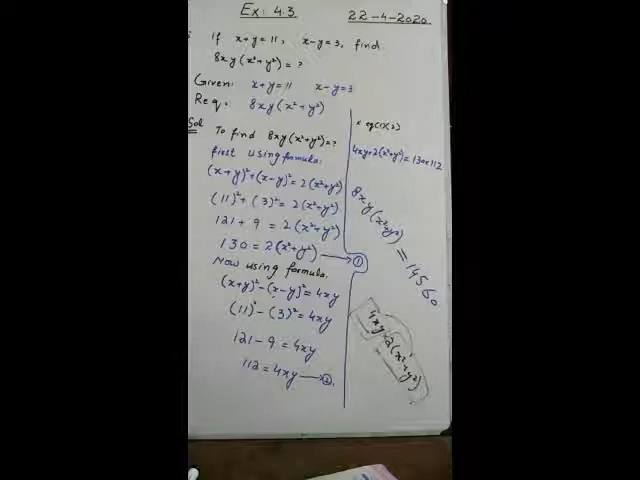 Ex: 4.3
22-4-2020
If x+y=11, x-y=3, find
8xy(x²+y²)=?
Given: x+y=11 x-y=3
Req: 8xy(x²+y²)
Sol To find 8xy(x²+y²)=?
first using formula:
(x+y)²+(x-y)²=2(x²+y²)
(11)²+(3)²=2(x²+y²)
121+9=2(x²+y²)
130=2(x²+y²)→①
Now using formula.
(x+y)²-(x-y)²=4xy
(11)²-(3)²=4xy
121-9=4xy
112=4xy→②
4xy×2(x²+y²)=130×112
8xy(x²+y²)=14560
4xy×2(x²+y²)